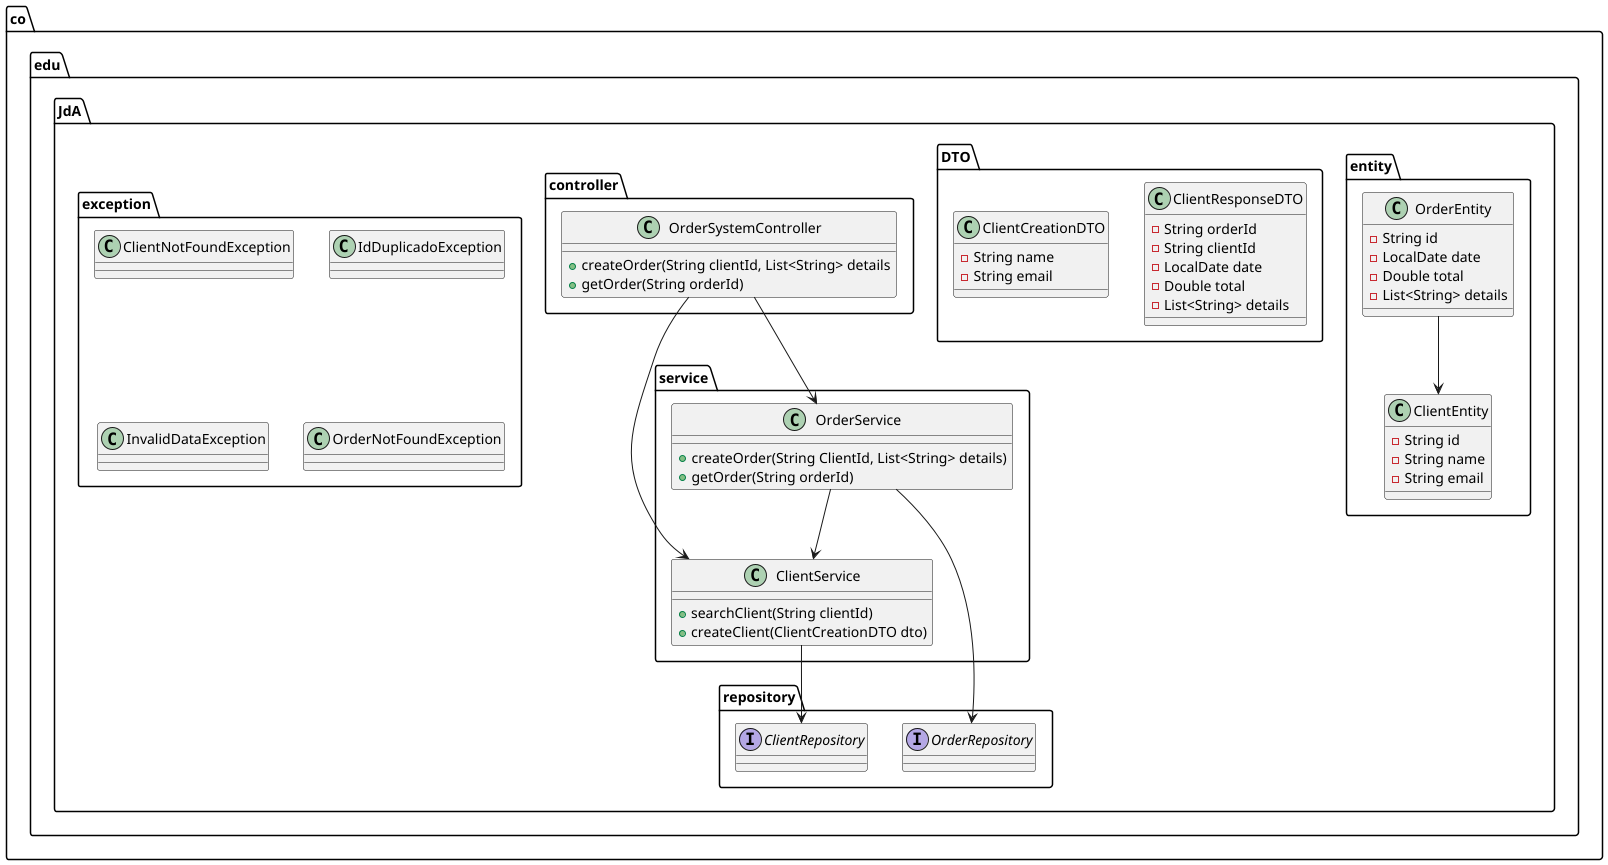 co
edu
JdA
exception
ClientNotFoundException
IdDuplicadoException
InvalidDataException
OrderNotFoundException
controller
OrderSystemController
createOrder(String clientId, List<String> details
getOrder(String orderId)
DTO
ClientCreationDTO
String name
String email
ClientResponseDTO
String orderId
String clientId
LocalDate date
Double total
List<String> details
entity
OrderEntity
String id
LocalDate date
Double total
List<String> details
ClientEntity
String id
String name
String email
service
OrderService
createOrder(String ClientId, List<String> details)
getOrder(String orderId)
ClientService
searchClient(String clientId)
createClient(ClientCreationDTO dto)
repository
ClientRepository
OrderRepository